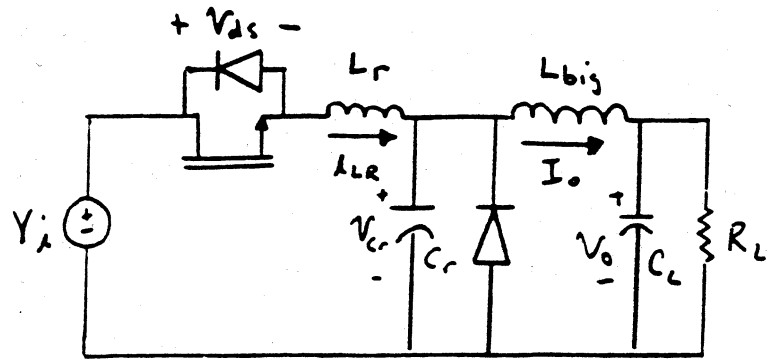 + Vds -
Lr
Lbig
iLR
Io
Vi
+
-
+
Vcr
-
Cr
+
Vo
-
CL
RL